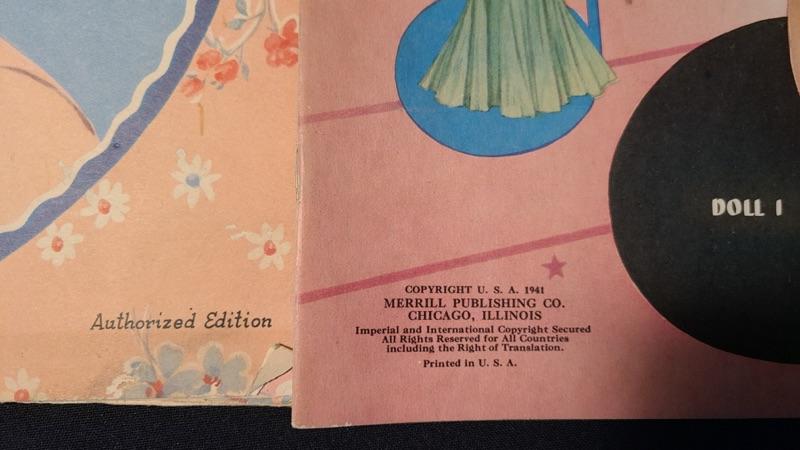 Authorized Edition
DOLL 1
COPYRIGHT U. S. A. 1941
MERRILL PUBLISHING CO.
CHICAGO, ILLINOIS
Imperial and International Copyright Secured
All Rights Reserved for All Countries
including the Right of Translation.
Printed in U. S. A.